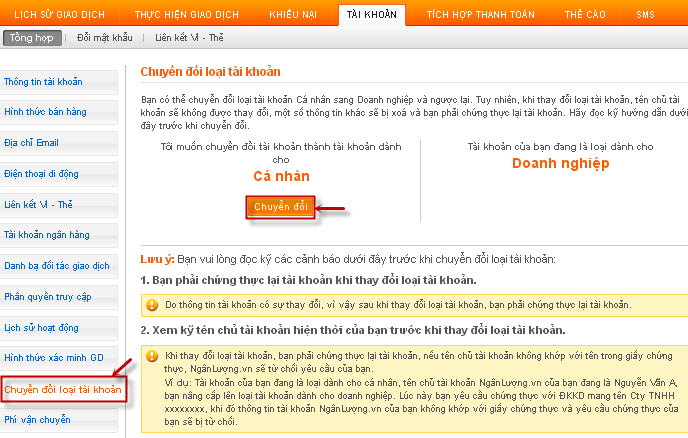 LỊCH SỬ GIAO DỊCH
THỰC HIỆN GIAO DỊCH
KHIẾU NẠI
TÀI KHOẢN
TÍCH HỢP THANH TOÁN
THẺ CÀO
SMS
Tổng hợp
Đổi mật khẩu
Liên kết Ví - Thẻ
Thông tin tài khoản
Hình thức bán hàng
Địa chỉ Email
Điện thoại di động
Liên kết Ví - Thẻ
Tài khoản ngân hàng
Danh bạ đối tác giao dịch
Phân quyền truy cập
Lịch sử hoạt động
Hình thức xác minh GD
Chuyển đổi loại tài khoản
Phí vận chuyển
Chuyển đổi loại tài khoản
Bạn có thể chuyển đổi loại tài khoản Cá nhân sang Doanh nghiệp và ngược lại. Tuy nhiên, khi thay đổi loại tài khoản, tên chủ tài
khoản sẽ không được thay đổi, một số thông tin khác sẽ bị xoá và bạn phải chứng thực lại tài khoản. Hãy đọc kỹ hướng dẫn dưới
đây trước khi chuyển đổi.
Tôi muốn chuyển đổi tài khoản thành tài khoản dành
cho
Cá nhân
Chuyển đổi
Tài khoản của bạn đang là loại dành cho
Doanh nghiệp
Lưu ý: Bạn vui lòng đọc kỹ các cảnh báo dưới đây trước khi chuyển đổi loại tài khoản:
1. Bạn phải chứng thực lại tài khoản khi thay đổi loại tài khoản.
Do thông tin tài khoản có sự thay đổi, vì vậy sau khi thay đổi loại tài khoản, bạn phải chứng thực lại tài khoản.
2. Xem kỹ tên chủ tài khoản hiện thời của bạn trước khi thay đổi loại tài khoản.
Khi thay đổi loại tài khoản, bạn phải chứng thực lại tài khoản, nếu tên chủ tài khoản không khớp với tên trong giấy chứng
thực, NgânLượng.vn sẽ từ chối yêu cầu của bạn.
Ví dụ: Tài khoản của bạn đang là loại dành cho cá nhân, tên chủ tài khoản NgânLượng.vn của bạn đang là Nguyễn Văn A,
bạn nâng cấp lên loại tài khoản dành cho doanh nghiệp. Lúc này bạn yêu cầu chứng thực với ĐKKD mang tên Cty TNHH
xxxxxxxx, khi đó thông tin tài khoản NgânLượng.vn của bạn không khớp với giấy chứng thực và yêu cầu chứng thực của
bạn sẽ bị từ chối.